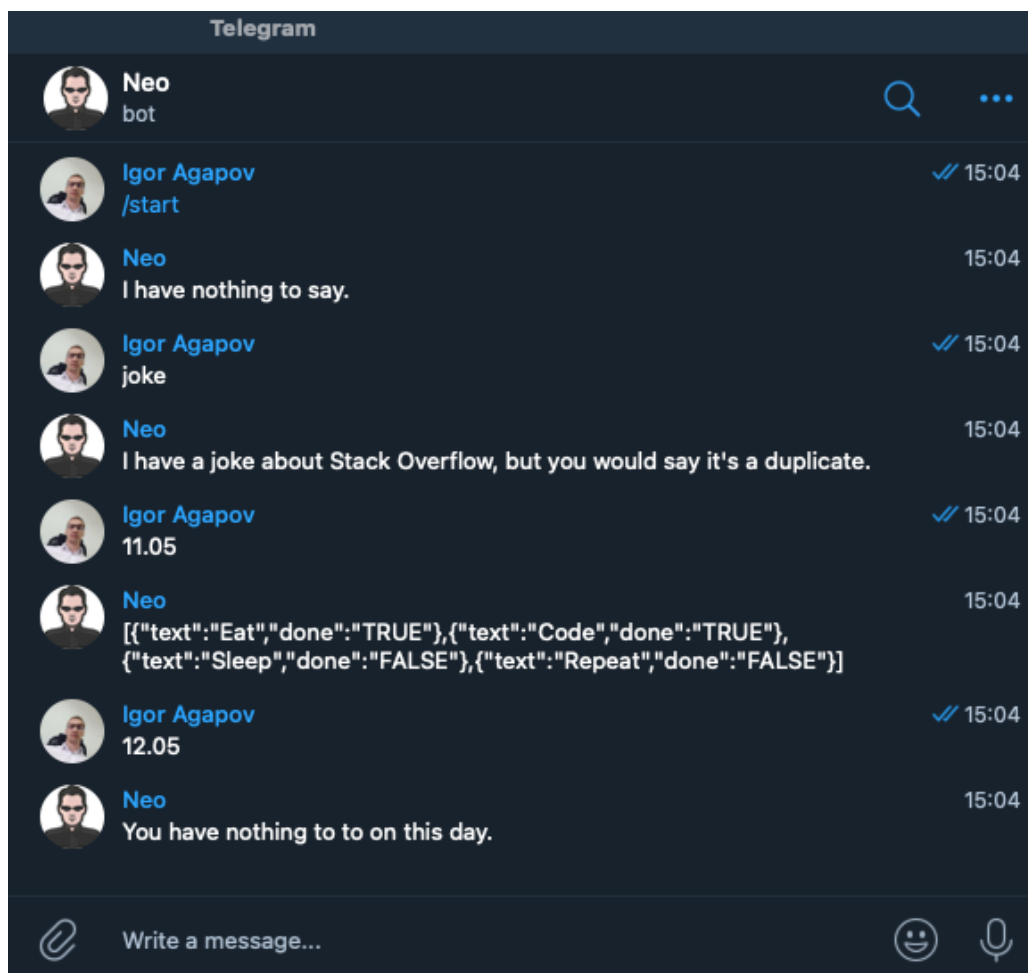 Telegram
Neo
bot
Igor Agapov
15:04
/start
Neo
15:04
I have nothing to say.
Igor Agapov
15:04
joke
Neo
15:04
I have a joke about Stack Overflow, but you would say it's a duplicate.
Igor Agapov
15:04
11.05
Neo
15:04
[{"text":"Eat","done":"TRUE"},{"text":"Code","done":"TRUE"},
{"text":"Sleep","done":"FALSE"},{"text":"Repeat","done":"FALSE"}]
Igor Agapov
15:04
12.05
Neo
15:04
You have nothing to to on this day.
Write a message...